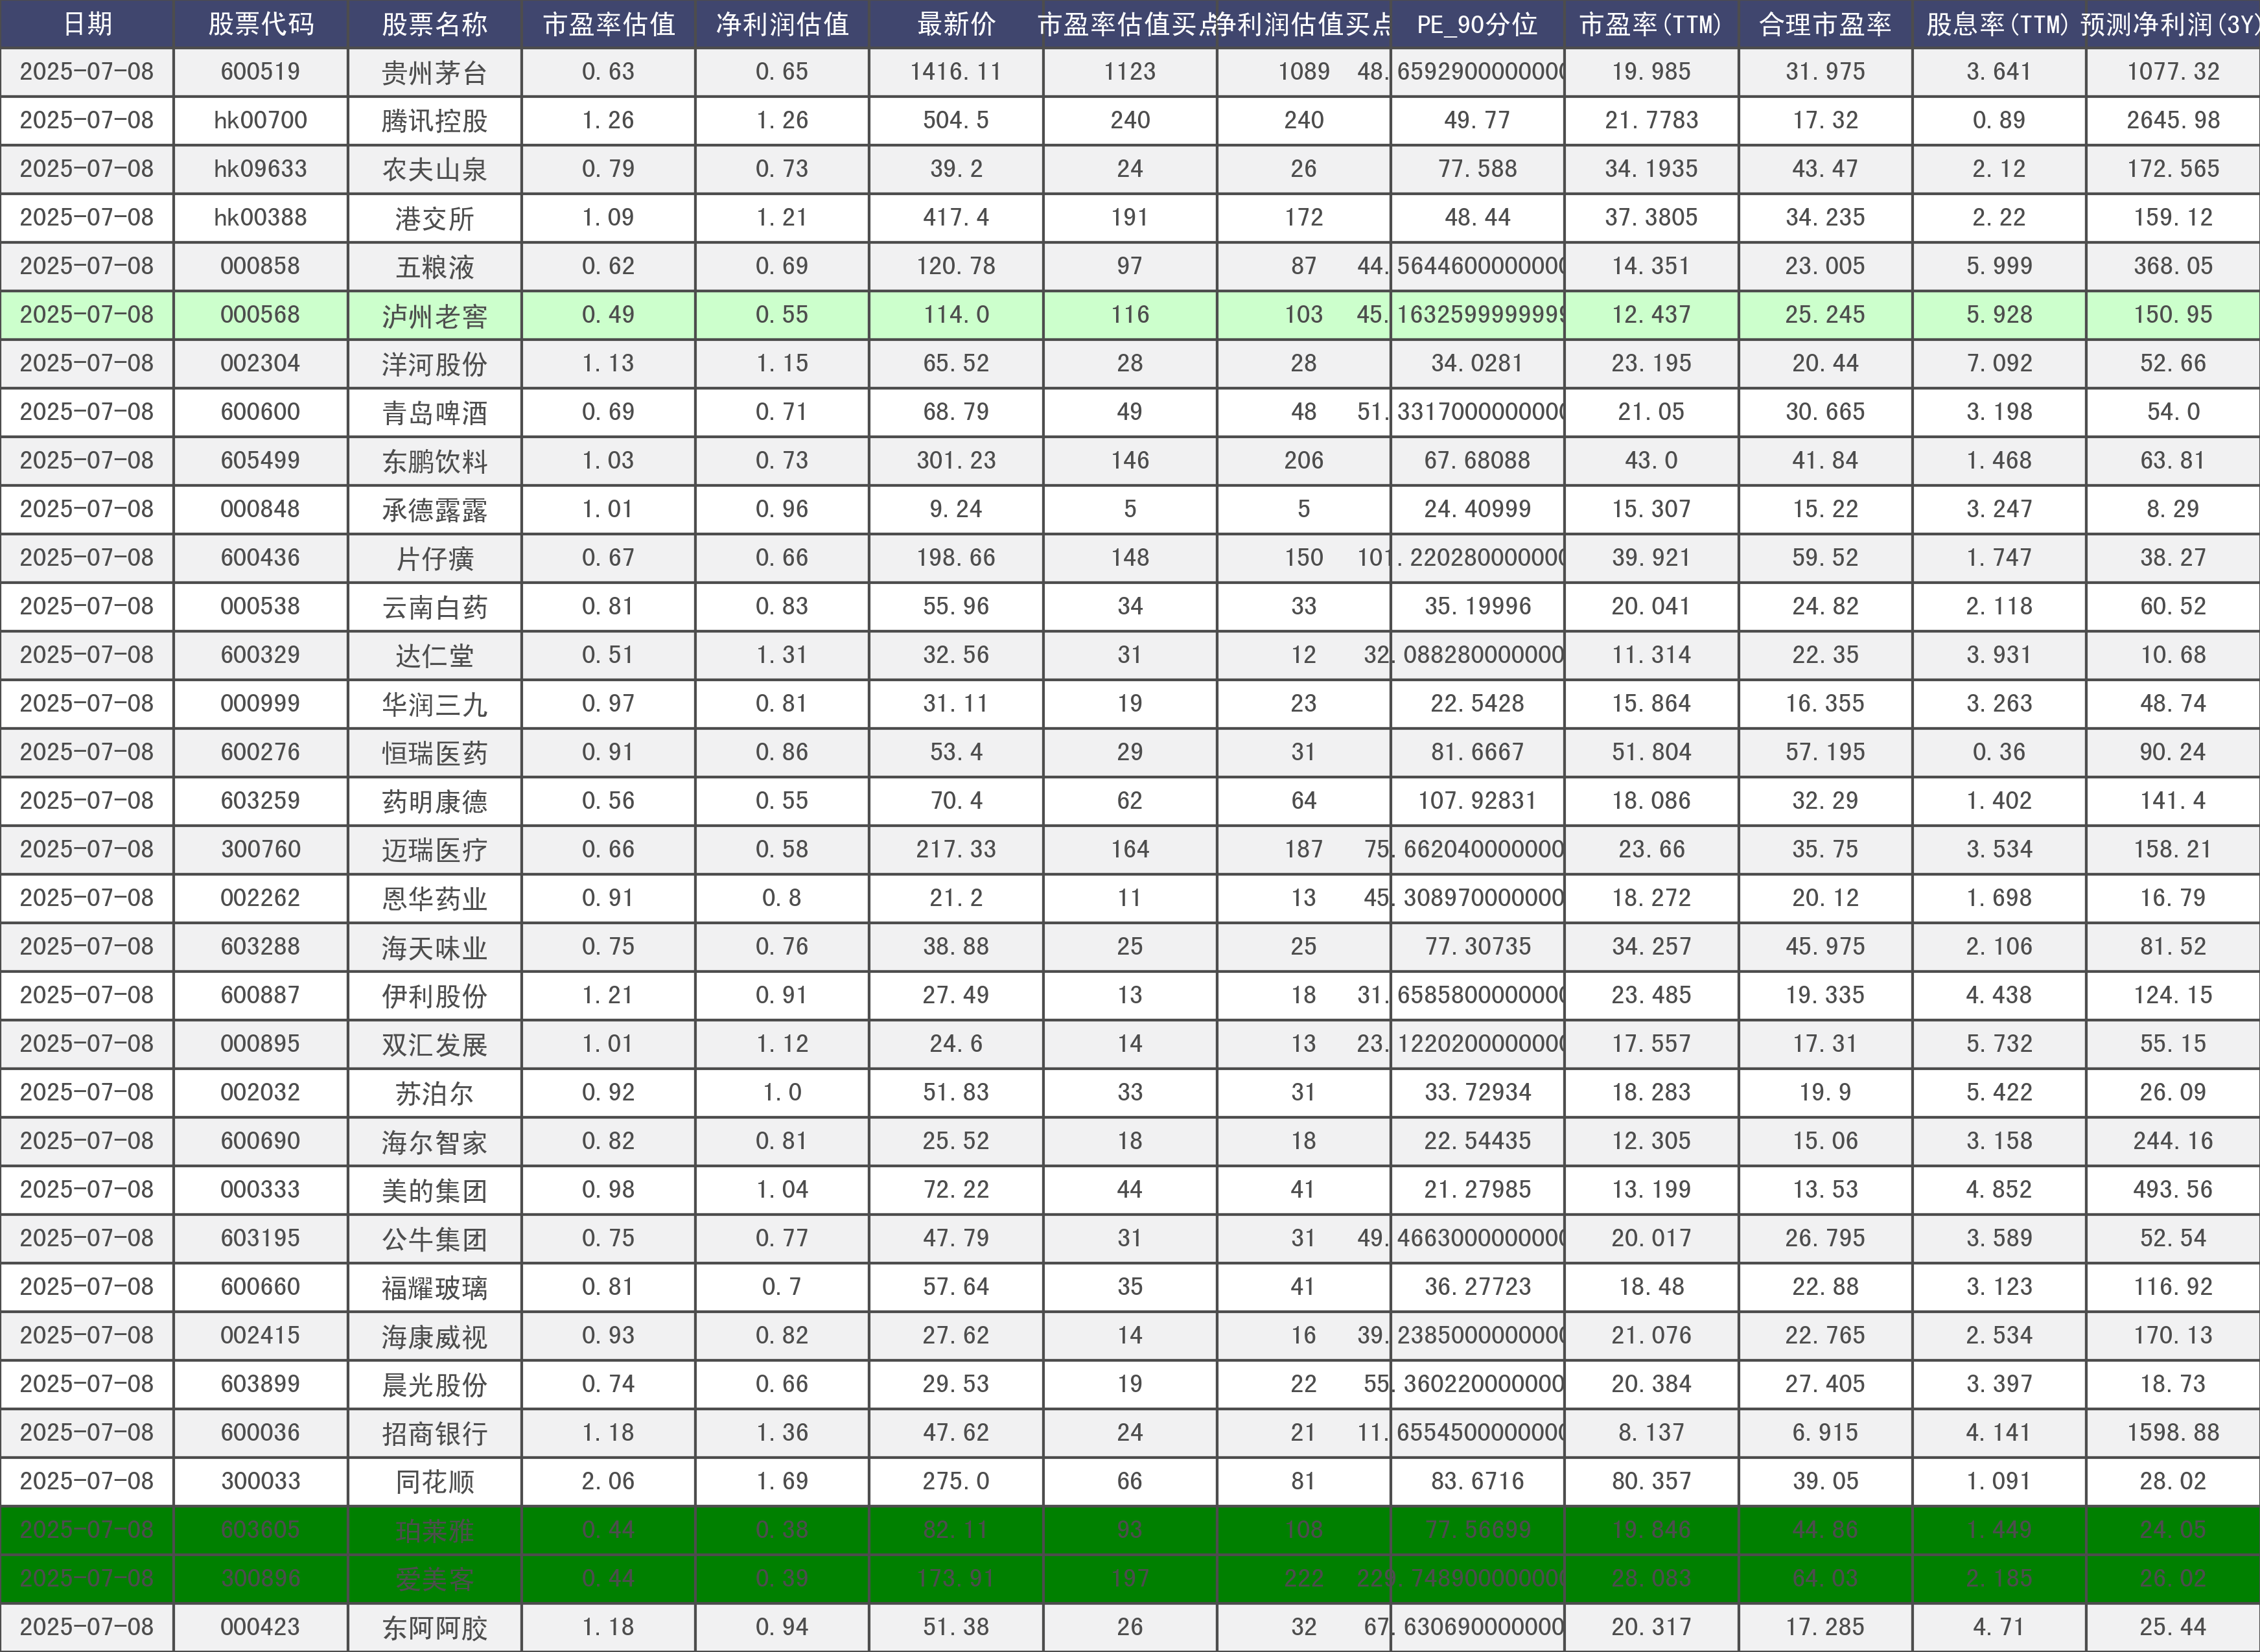 日期 股票代码 股票名称 市盈率估值 净利润估值 最新价 市盈率估值买点 净利润估值买点 PE_90分位 市盈率(TTM) 合理市盈率 股息率(TTM) 预测净利润(3Y)
2025-07-08 600519 贵州茅台 0.63 0.65 1416.11 1123 1089 48.6592900000000 19.985 31.975 3.641 1077.32
2025-07-08 hk00700 腾讯控股 1.26 1.26 504.5 240 240 49.77 21.7783 17.32 0.89 2645.98
2025-07-08 hk09633 农夫山泉 0.79 0.73 39.2 24 26 77.588 34.1935 43.47 2.12 172.565
2025-07-08 hk00388 港交所 1.09 1.21 417.4 191 172 48.44 37.3805 34.235 2.22 159.12
2025-07-08 000858 五粮液 0.62 0.69 120.78 97 87 44.5644600000000 14.351 23.005 5.999 368.05
2025-07-08 000568 泸州老窖 0.49 0.55 114.0 116 103 45.1632599999999 12.437 25.245 5.928 150.95
2025-07-08 002304 洋河股份 1.13 1.15 65.52 28 28 34.0281 23.195 20.44 7.092 52.66
2025-07-08 600600 青岛啤酒 0.69 0.71 68.79 49 48 51.3317000000000 21.05 30.665 3.198 54.0
2025-07-08 605499 东鹏饮料 1.03 0.73 301.23 146 206 67.68088 43.0 41.84 1.468 63.81
2025-07-08 000848 承德露露 1.01 0.96 9.24 5 5 24.40999 15.307 15.22 3.247 8.29
2025-07-08 600436 片仔癀 0.67 0.66 198.66 148 150 101.220280000000 39.921 59.52 1.747 38.27
2025-07-08 000538 云南白药 0.81 0.83 55.96 34 33 35.19996 20.041 24.82 2.118 60.52
2025-07-08 600329 达仁堂 0.51 1.31 32.56 31 12 32.088280000000 11.314 22.35 3.931 10.68
2025-07-08 000999 华润三九 0.97 0.81 31.11 19 23 22.5428 15.864 16.355 3.263 48.74
2025-07-08 600276 恒瑞医药 0.91 0.86 53.4 29 31 81.6667 51.804 57.195 0.36 90.24
2025-07-08 603259 药明康德 0.56 0.55 70.4 62 64 107.92831 18.086 32.29 1.402 141.4
2025-07-08 300760 迈瑞医疗 0.66 0.58 217.33 164 187 75.662040000000 23.66 35.75 3.534 158.21
2025-07-08 002262 恩华药业 0.91 0.8 21.2 11 13 45.308970000000 18.272 20.12 1.698 16.79
2025-07-08 603288 海天味业 0.75 0.76 38.88 25 25 77.30735 34.257 45.975 2.106 81.52
2025-07-08 600887 伊利股份 1.21 0.91 27.49 13 18 31.6585800000000 23.485 19.335 4.438 124.15
2025-07-08 000895 双汇发展 1.01 1.12 24.6 14 13 23.1220200000000 17.557 17.31 5.732 55.15
2025-07-08 002032 苏泊尔 0.92 1.0 51.83 33 31 33.72934 18.283 19.9 5.422 26.09
2025-07-08 600690 海尔智家 0.82 0.81 25.52 18 18 22.54435 12.305 15.06 3.158 244.16
2025-07-08 000333 美的集团 0.98 1.04 72.22 44 41 21.27985 13.199 13.53 4.852 493.56
2025-07-08 603195 公牛集团 0.75 0.77 47.79 31 31 49.4663000000000 20.017 26.795 3.589 52.54
2025-07-08 600660 福耀玻璃 0.81 0.7 57.64 35 41 36.27723 18.48 22.88 3.123 116.92
2025-07-08 002415 海康威视 0.93 0.82 27.62 14 16 39.2385000000000 21.076 22.765 2.534 170.13
2025-07-08 603899 晨光股份 0.74 0.66 29.53 19 22 55.360220000000 20.384 27.405 3.397 18.73
2025-07-08 600036 招商银行 1.18 1.36 47.62 24 21 11.6554500000000 8.137 6.915 4.141 1598.88
2025-07-08 300033 同花顺 2.06 1.69 275.0 66 81 83.6716 80.357 39.05 1.091 28.02
2025-07-08 603605 珀莱雅 0.44 0.38 82.11 93 108 77.56699 19.846 44.86 1.449 24.05
2025-07-08 300896 爱美客 0.44 0.39 173.91 197 222 229.748900000000 28.083 64.03 2.185 26.02
2025-07-08 000423 东阿阿胶 1.18 0.94 51.38 26 32 67.630690000000 20.317 17.285 4.71 25.44